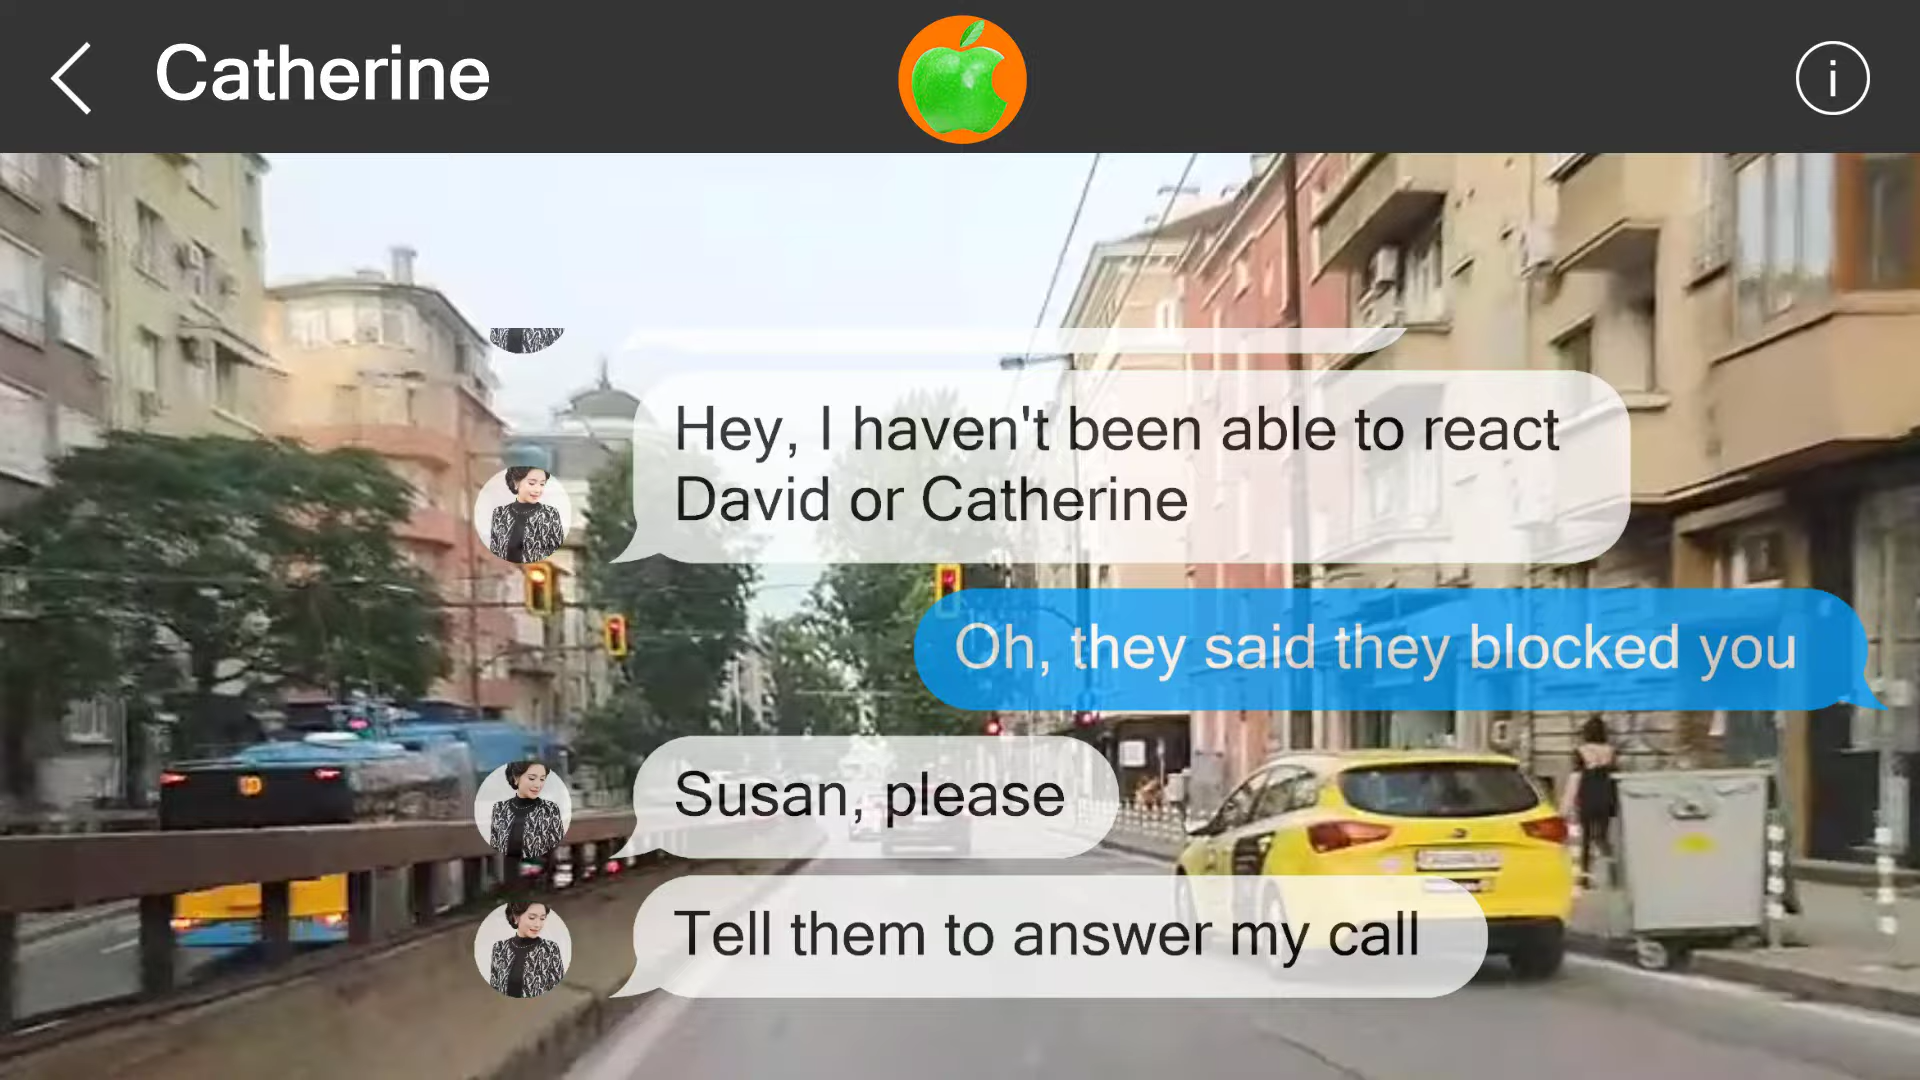 Catherine
Hey, I haven't been able to react
David or Catherine
Oh, they said they blocked you
Susan, please
Tell them to answer my call